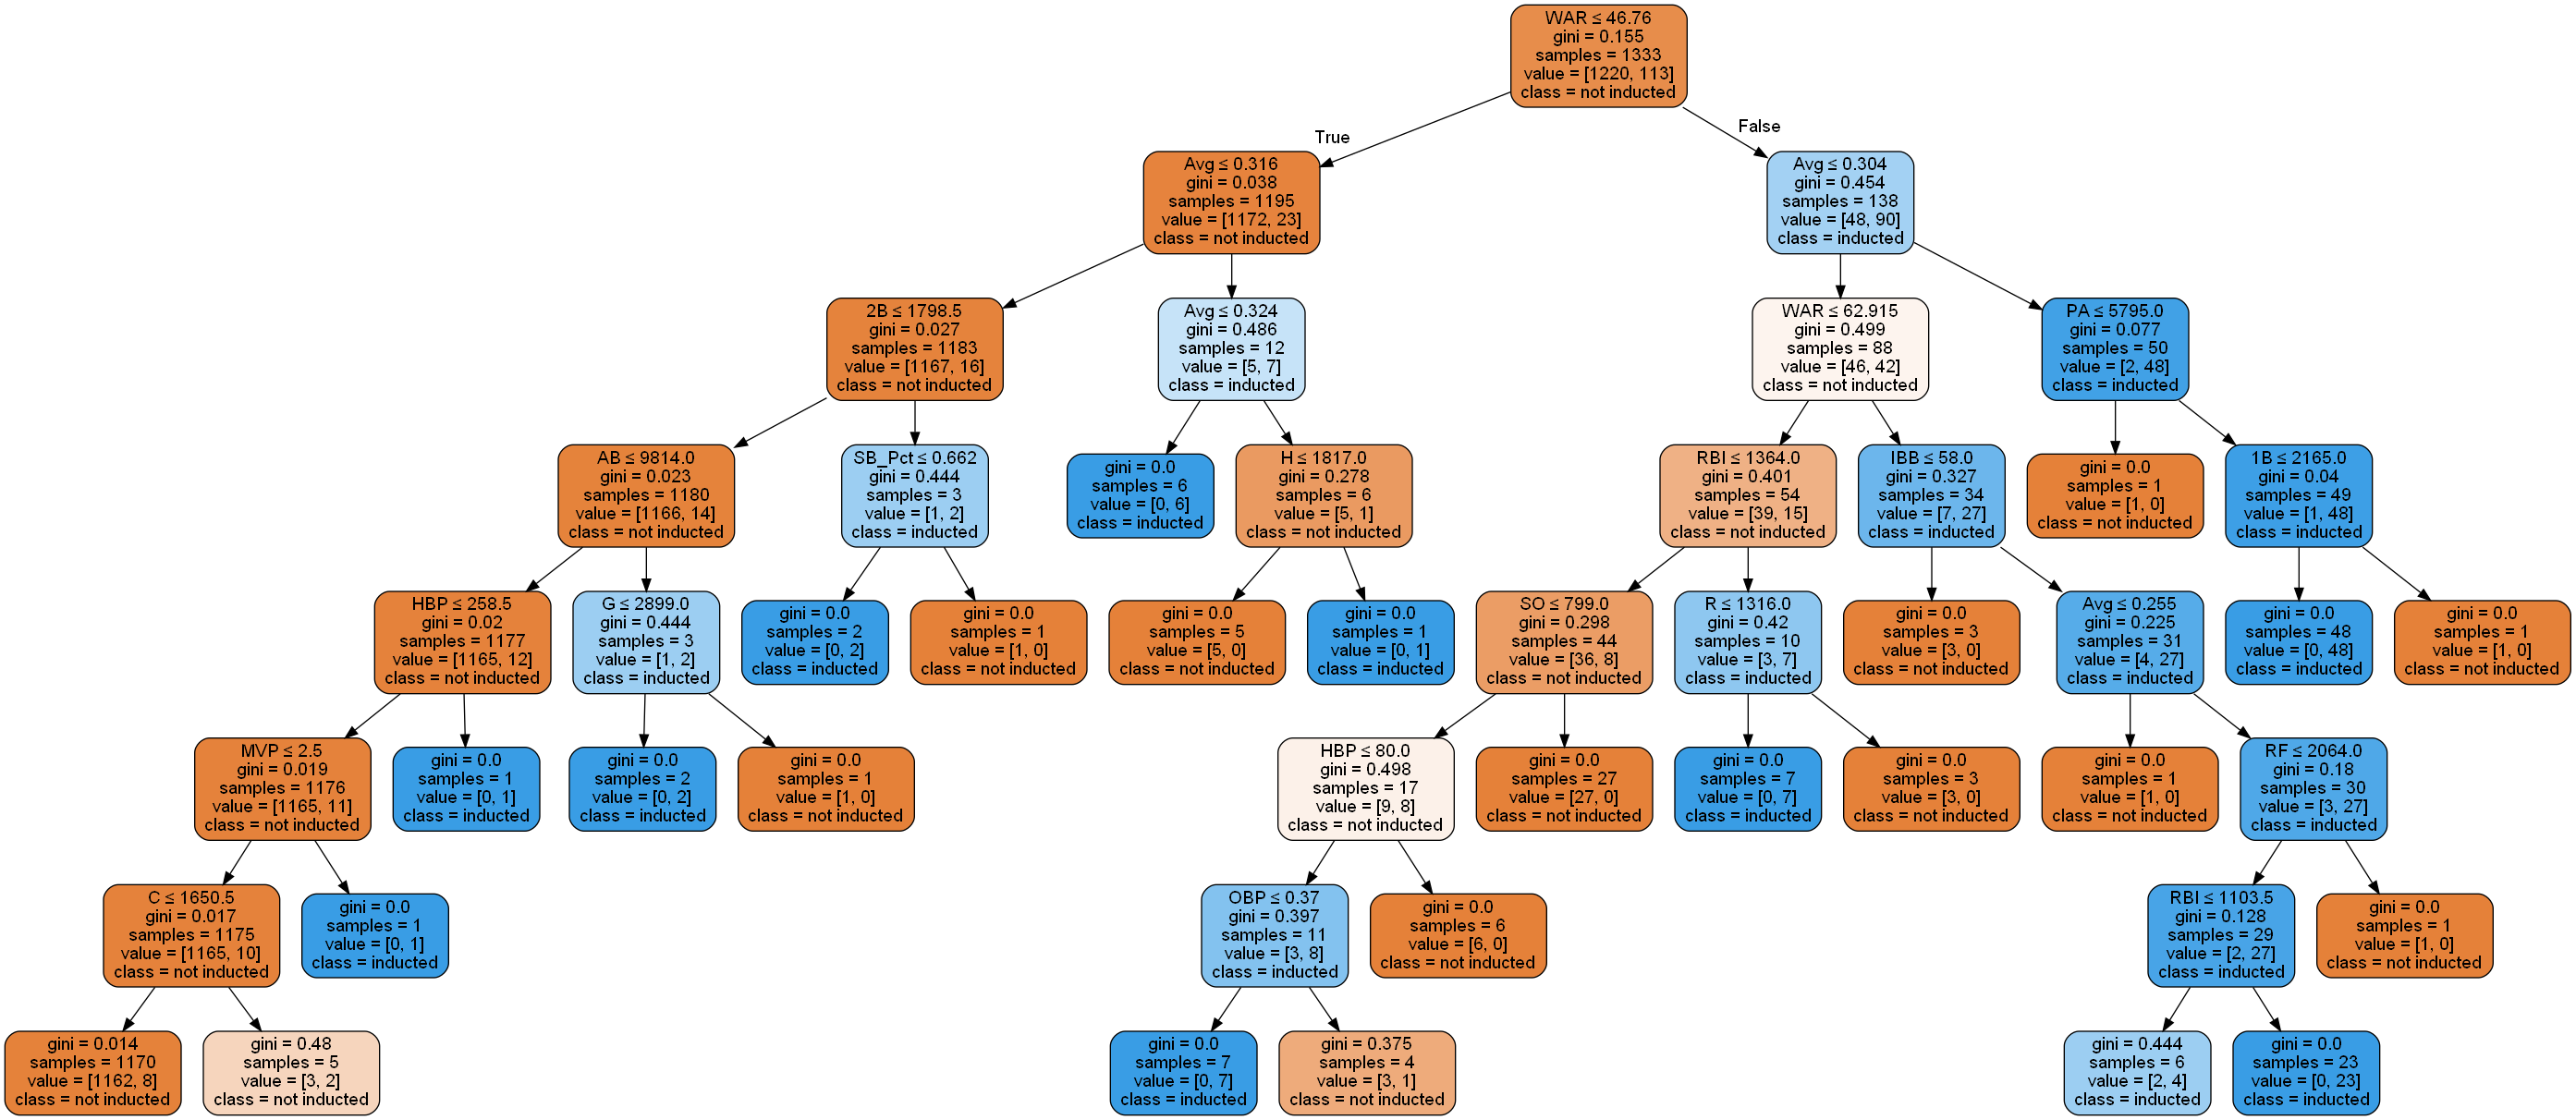 WAR ≤ 46.76
gini = 0.155
samples = 1333
value = [1220, 113]
class = not inducted
True
False
Avg ≤ 0.316
gini = 0.038
samples = 1195
value = [1172, 23]
class = not inducted
Avg ≤ 0.304
gini = 0.454
samples = 138
value = [48, 90]
class = inducted
2B ≤ 1798.5
gini = 0.027
samples = 1183
value = [1167, 16]
class = not inducted
Avg ≤ 0.324
gini = 0.486
samples = 12
value = [5, 7]
class = inducted
WAR ≤ 62.915
gini = 0.499
samples = 88
value = [46, 42]
class = not inducted
PA ≤ 5795.0
gini = 0.077
samples = 50
value = [2, 48]
class = inducted
AB ≤ 9814.0
gini = 0.023
samples = 1180
value = [1166, 14]
class = not inducted
SB_Pct ≤ 0.662
gini = 0.444
samples = 3
value = [1, 2]
class = inducted
gini = 0.0
samples = 6
value = [0, 6]
class = inducted
H ≤ 1817.0
gini = 0.278
samples = 6
value = [5, 1]
class = not inducted
RBI ≤ 1364.0
gini = 0.401
samples = 54
value = [39, 15]
class = not inducted
IBB ≤ 58.0
gini = 0.327
samples = 34
value = [7, 27]
class = inducted
gini = 0.0
samples = 1
value = [1, 0]
class = not inducted
1B ≤ 2165.0
gini = 0.04
samples = 49
value = [1, 48]
class = inducted
HBP ≤ 258.5
gini = 0.02
samples = 1177
value = [1165, 12]
class = not inducted
G ≤ 2899.0
gini = 0.444
samples = 3
value = [1, 2]
class = inducted
gini = 0.0
samples = 2
value = [0, 2]
class = inducted
gini = 0.0
samples = 1
value = [1, 0]
class = not inducted
gini = 0.0
samples = 5
value = [5, 0]
class = not inducted
gini = 0.0
samples = 1
value = [0, 1]
class = inducted
SO ≤ 799.0
gini = 0.298
samples = 44
value = [36, 8]
class = not inducted
R ≤ 1316.0
gini = 0.42
samples = 10
value = [3, 7]
class = inducted
gini = 0.0
samples = 3
value = [3, 0]
class = not inducted
Avg ≤ 0.255
gini = 0.225
samples = 31
value = [4, 27]
class = inducted
gini = 0.0
samples = 48
value = [0, 48]
class = inducted
gini = 0.0
samples = 1
value = [1, 0]
class = not inducted
MVP ≤ 2.5
gini = 0.019
samples = 1176
value = [1165, 11]
class = not inducted
gini = 0.0
samples = 1
value = [0, 1]
class = inducted
gini = 0.0
samples = 2
value = [0, 2]
class = inducted
gini = 0.0
samples = 1
value = [1, 0]
class = not inducted
HBP ≤ 80.0
gini = 0.498
samples = 17
value = [9, 8]
class = not inducted
gini = 0.0
samples = 27
value = [27, 0]
class = not inducted
gini = 0.0
samples = 7
value = [0, 7]
class = inducted
gini = 0.0
samples = 3
value = [3, 0]
class = not inducted
gini = 0.0
samples = 1
value = [1, 0]
class = not inducted
RF ≤ 2064.0
gini = 0.18
samples = 30
value = [3, 27]
class = inducted
C ≤ 1650.5
gini = 0.017
samples = 1175
value = [1165, 10]
class = not inducted
gini = 0.0
samples = 1
value = [0, 1]
class = inducted
OBP ≤ 0.37
gini = 0.397
samples = 11
value = [3, 8]
class = inducted
gini = 0.0
samples = 6
value = [6, 0]
class = not inducted
RBI ≤ 1103.5
gini = 0.128
samples = 29
value = [2, 27]
class = inducted
gini = 0.0
samples = 1
value = [1, 0]
class = not inducted
gini = 0.014
samples = 1170
value = [1162, 8]
class = not inducted
gini = 0.48
samples = 5
value = [3, 2]
class = not inducted
gini = 0.0
samples = 7
value = [0, 7]
class = inducted
gini = 0.375
samples = 4
value = [3, 1]
class = not inducted
gini = 0.444
samples = 6
value = [2, 4]
class = inducted
gini = 0.0
samples = 23
value = [0, 23]
class = inducted